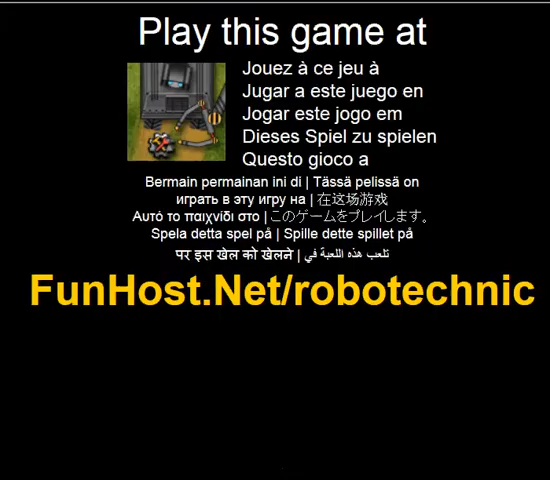 Play this game at
Jouez à ce jeu à
Jugar a este juego en
Jogar este jogo em
Dieses Spiel zu spielen
Questo gioco a
Bermain permainan ini di | Tässä pelissä on
играть в эту игру на | 在这场游戏
Αυτό το παιχνίδι στο | このゲームをプレイします。
Spela detta spel på | Spille dette spillet på
पर इस खेल को खेलने | تلعب هذه اللعبة في
FunHost.Net/robotechnic